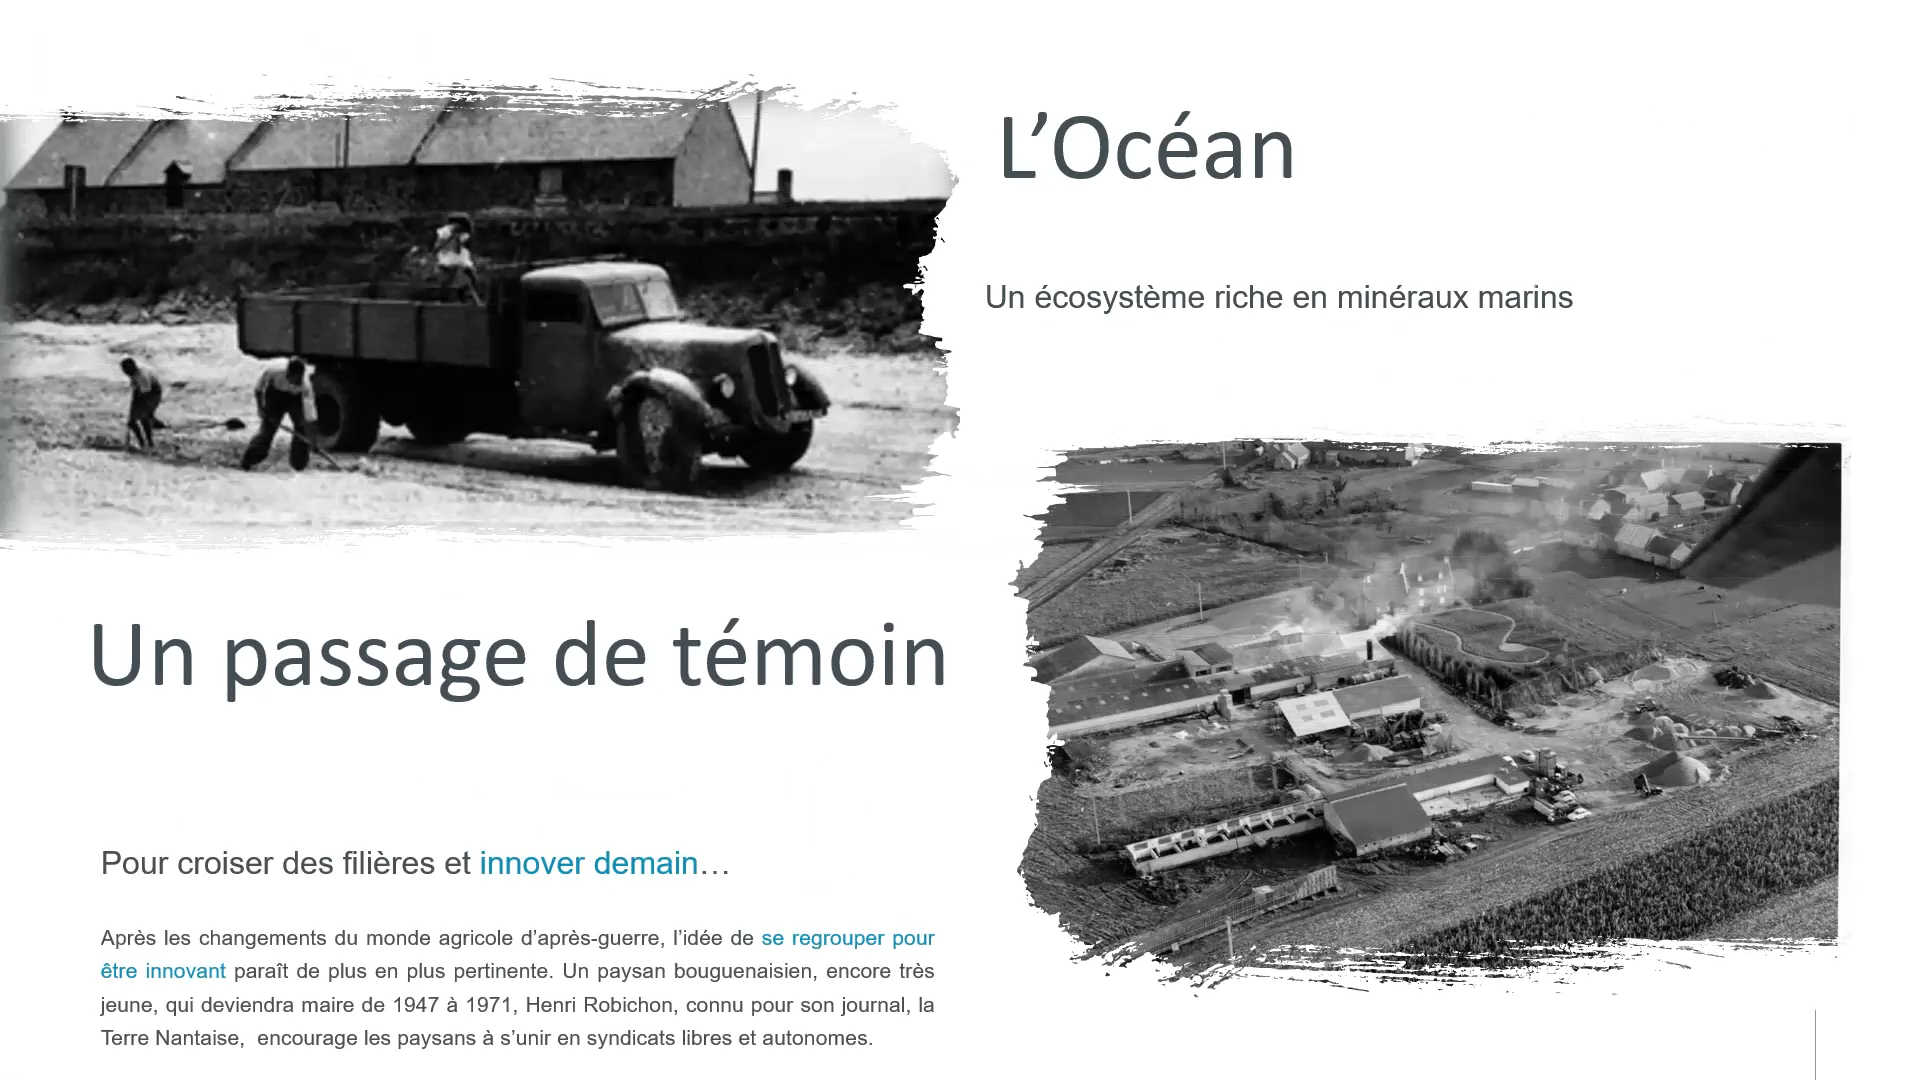 L’Océan
Un écosystème riche en minéraux marins
Un passage de témoin
Pour croiser des filières et innover demain…
Après les changements du monde agricole d’après-guerre, l’idée de se regrouper pour
être innovant paraît de plus en plus pertinente. Un paysan bouguenaisien, encore très
jeune, qui deviendra maire de 1947 à 1971, Henri Robichon, connu pour son journal, la
Terre Nantaise,  encourage les paysans à s’unir en syndicats libres et autonomes.